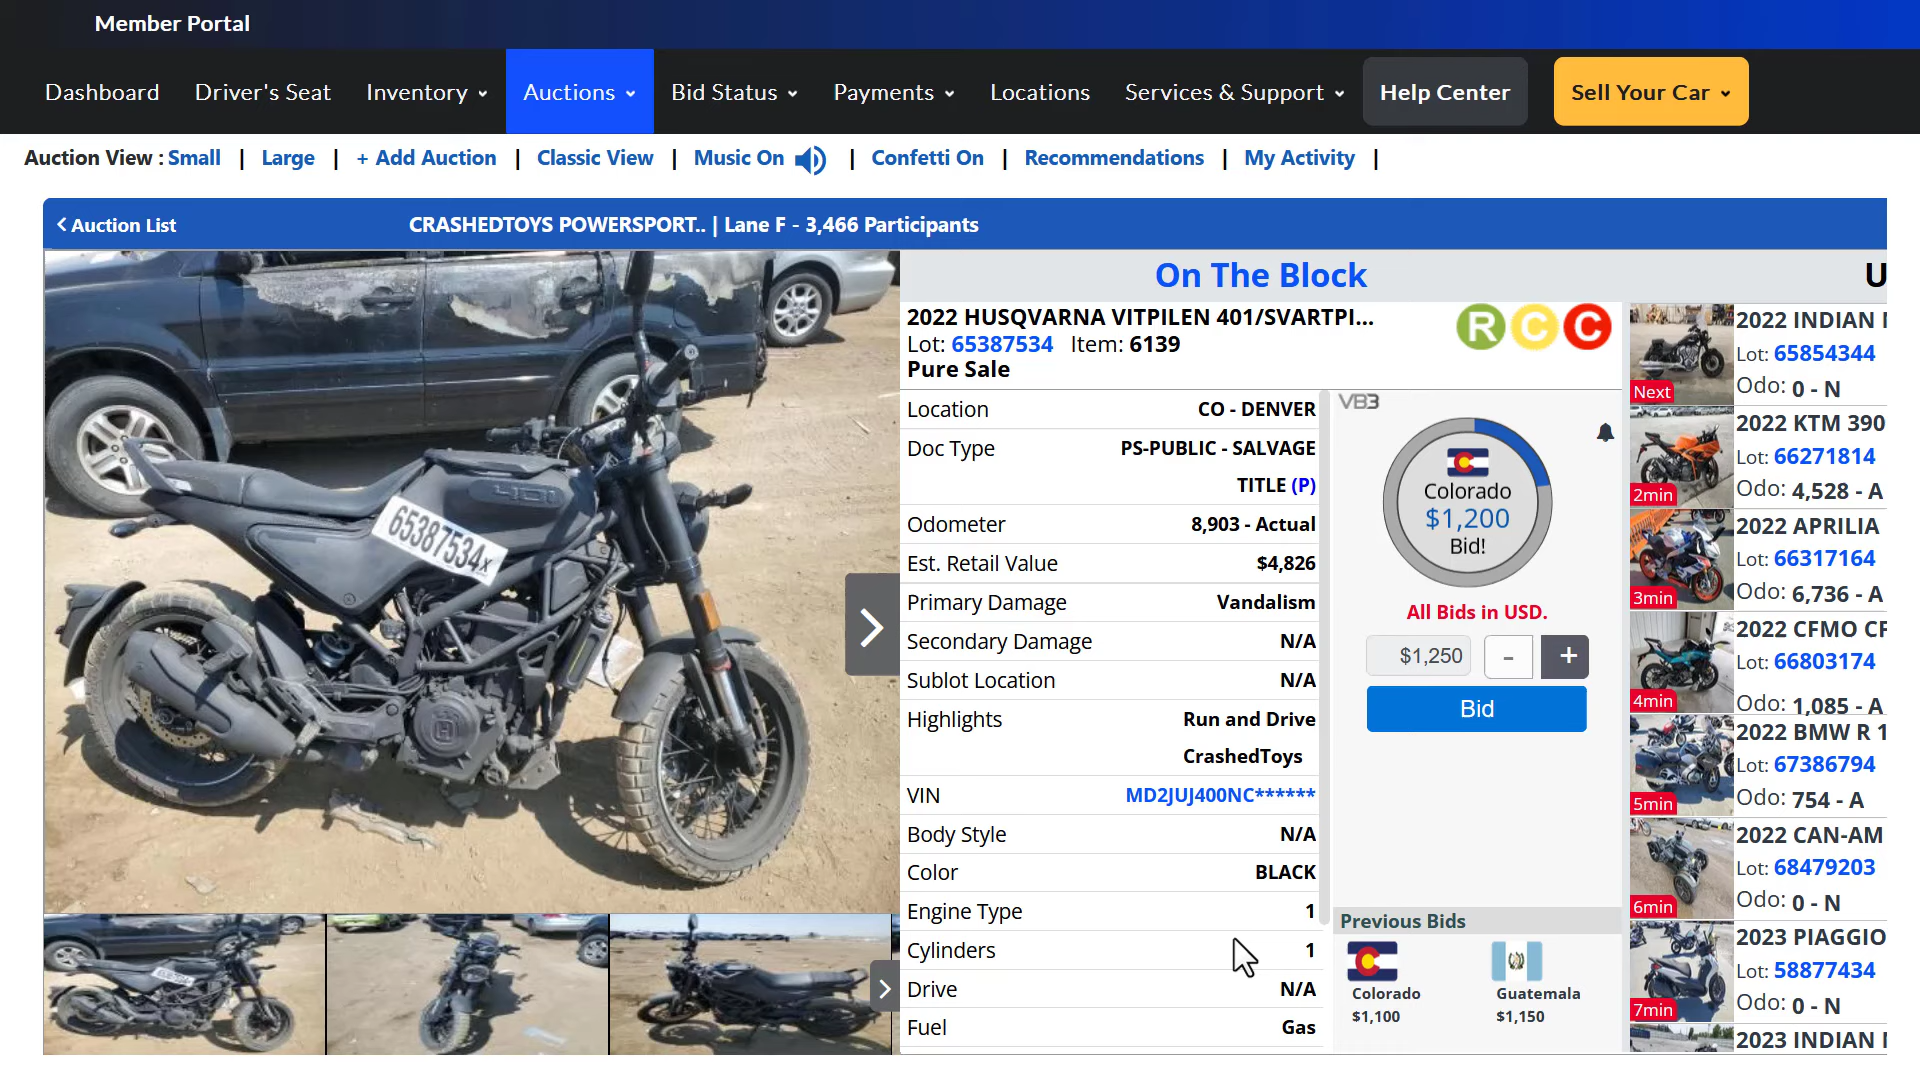 Member Portal
Dashboard Driver's Seat Inventory Auctions Bid Status Payments Locations Services & Support Help Center Sell Your Car
Auction View : Small | Large | + Add Auction | Classic View | Music On | Confetti On | Recommendations | My Activity |
Auction List CRASHEDTOYS POWERSPORT.. | Lane F - 3,466 Participants
401
65387534x
On The Block
2022 HUSQVARNA VITPILEN 401/SVARTPI...
Lot: 65387534 Item: 6139
Pure Sale
R C C
Location CO - DENVER
Doc Type PS-PUBLIC - SALVAGE
TITLE (P)
Odometer 8,903 - Actual
Est. Retail Value $4,826
Primary Damage Vandalism
Secondary Damage N/A
Sublot Location N/A
Highlights Run and Drive
CrashedToys
VIN MD2JUJ400NC******
Body Style N/A
Color BLACK
Engine Type 1
Cylinders 1
Drive N/A
Fuel Gas
VB3
Colorado
$1,200
Bid!
All Bids in USD.
$1,250 - +
Bid
Previous Bids
Colorado
$1,100
Guatemala
$1,150
U
2022 INDIAN
Lot: 65854344
Odo: 0 - N
Next
2022 KTM 390
Lot: 66271814
Odo: 4,528 - A
2min
2022 APRILIA
Lot: 66317164
Odo: 6,736 - A
3min
2022 CFMO CF
Lot: 66803174
Odo: 1,085 - A
4min
2022 BMW R 1
Lot: 67386794
Odo: 754 - A
5min
2022 CAN-AM
Lot: 68479203
Odo: 0 - N
6min
2023 PIAGGIO
Lot: 58877434
Odo: 0 - N
7min
2023 INDIAN